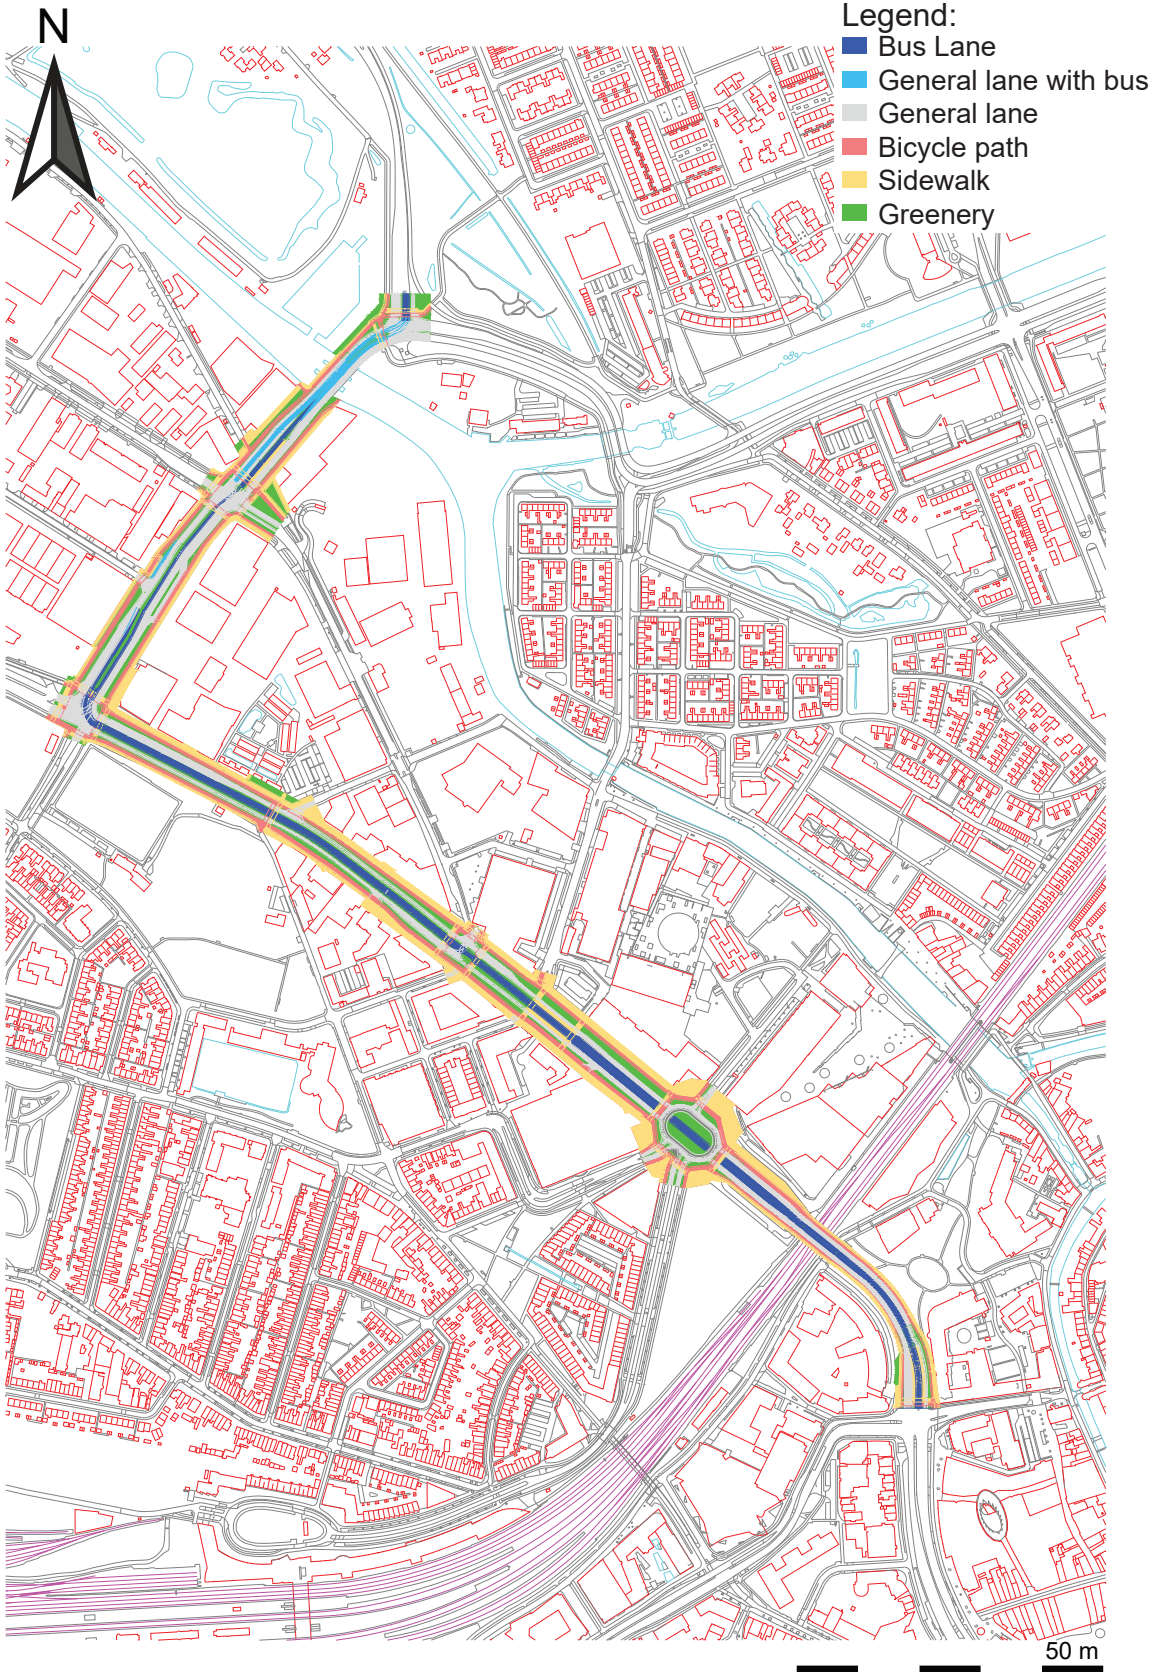 N
Legend:
Bus Lane
General lane with bus
General lane
Bicycle path
Sidewalk
Greenery
50 m